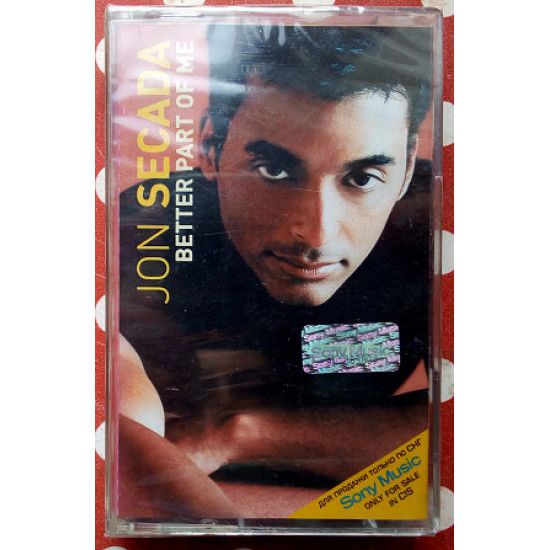 JON SECADA
BETTER PART OF ME
Sony Music
ДЛЯ ПРОДАЖИ ТОЛЬКО ПО СНГ
Sony Music
ONLY FOR SALE
IN CIS